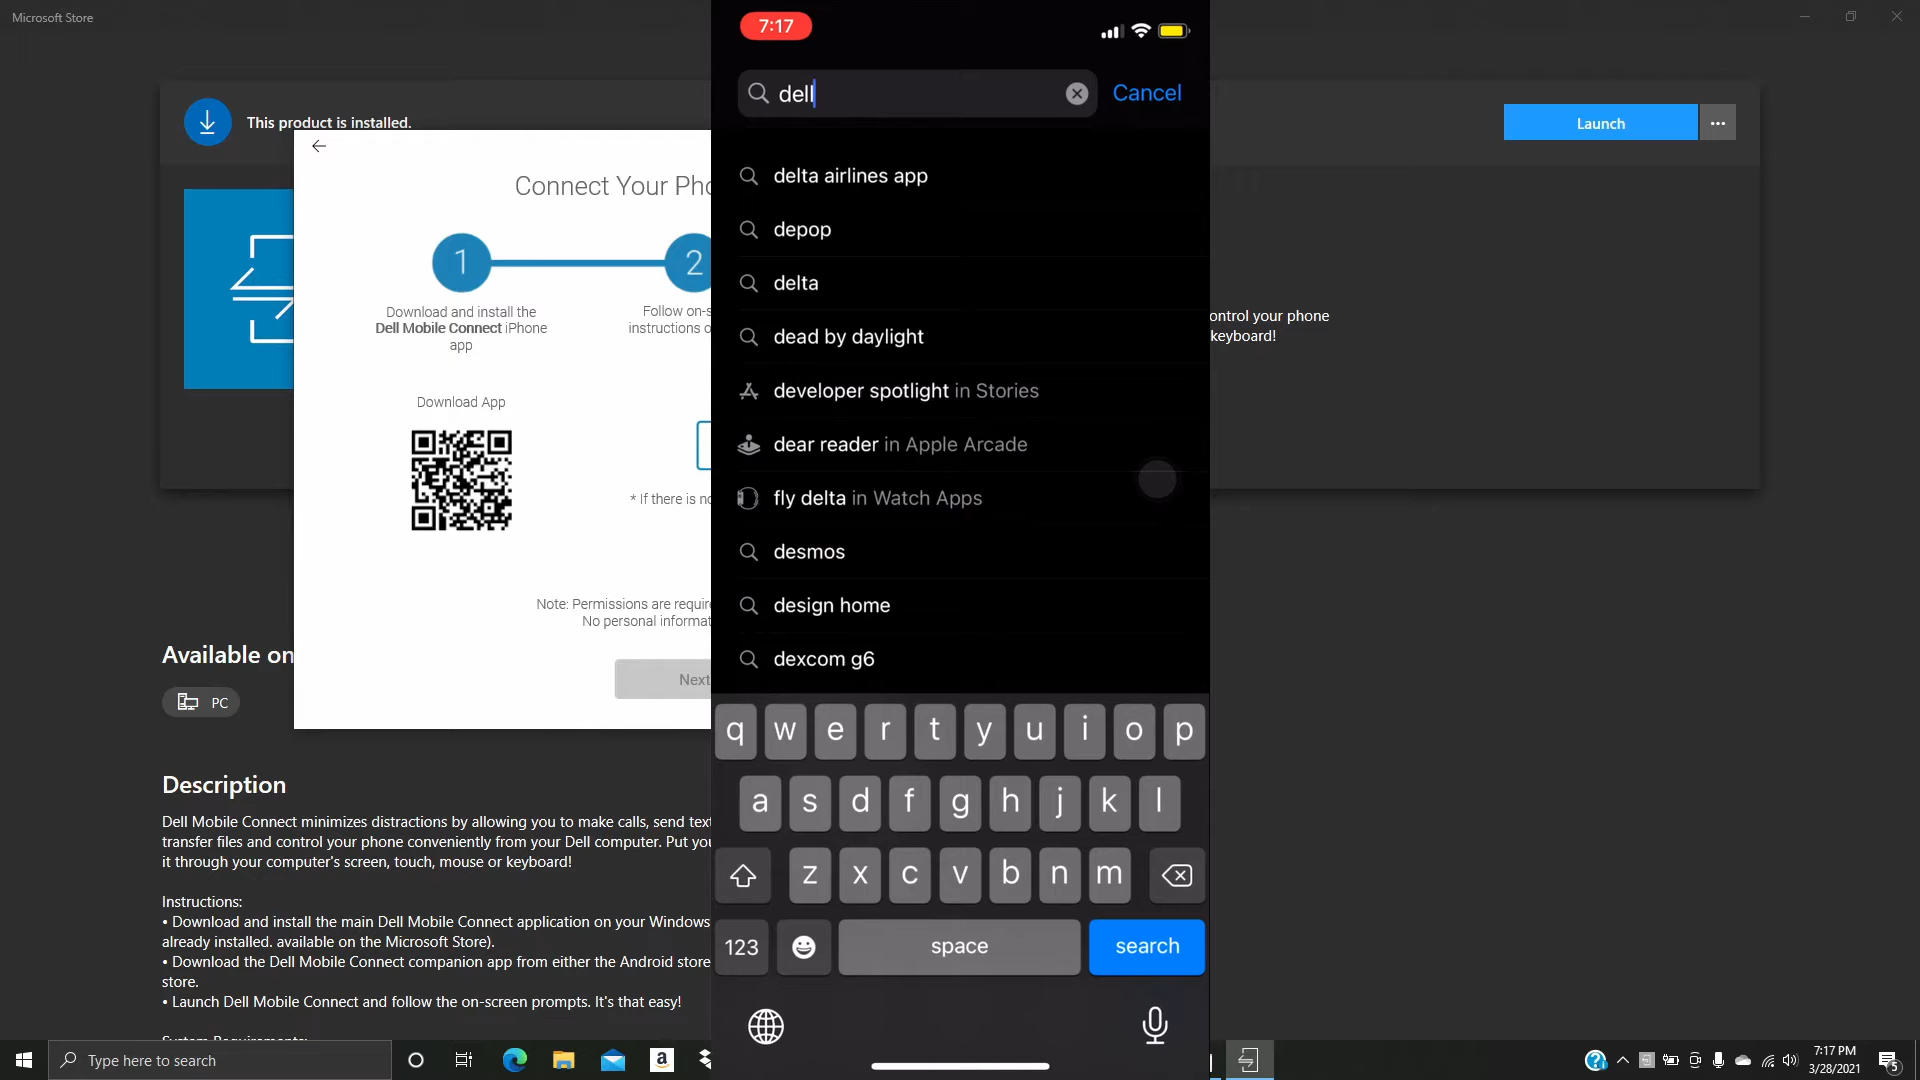 Microsoft Store
This product is installed.
Launch
Connect Your Pho
1
2
Download and install the
Dell Mobile Connect iPhone
app
Follow on-s
instructions o
Download App
* If there is no
Note: Permissions are require
No personal informat
Next
ontrol your phone
keyboard!
Available on
PC
Description
Dell Mobile Connect minimizes distractions by allowing you to make calls, send text
transfer files and control your phone conveniently from your Dell computer. Put you
it through your computer's screen, touch, mouse or keyboard!
Instructions:
• Download and install the main Dell Mobile Connect application on your Windows
already installed. available on the Microsoft Store).
• Download the Dell Mobile Connect companion app from either the Android store
store.
• Launch Dell Mobile Connect and follow the on-screen prompts. It's that easy!
System Requirements:
7:17
dell
Cancel
delta airlines app
depop
delta
dead by daylight
developer spotlight in Stories
dear reader in Apple Arcade
fly delta in Watch Apps
desmos
design home
dexcom g6
q w e r t y u i o p
a s d f g h j k l
z x c v b n m
123
space
search
Type here to search
a
7:17 PM
3/28/2021
5